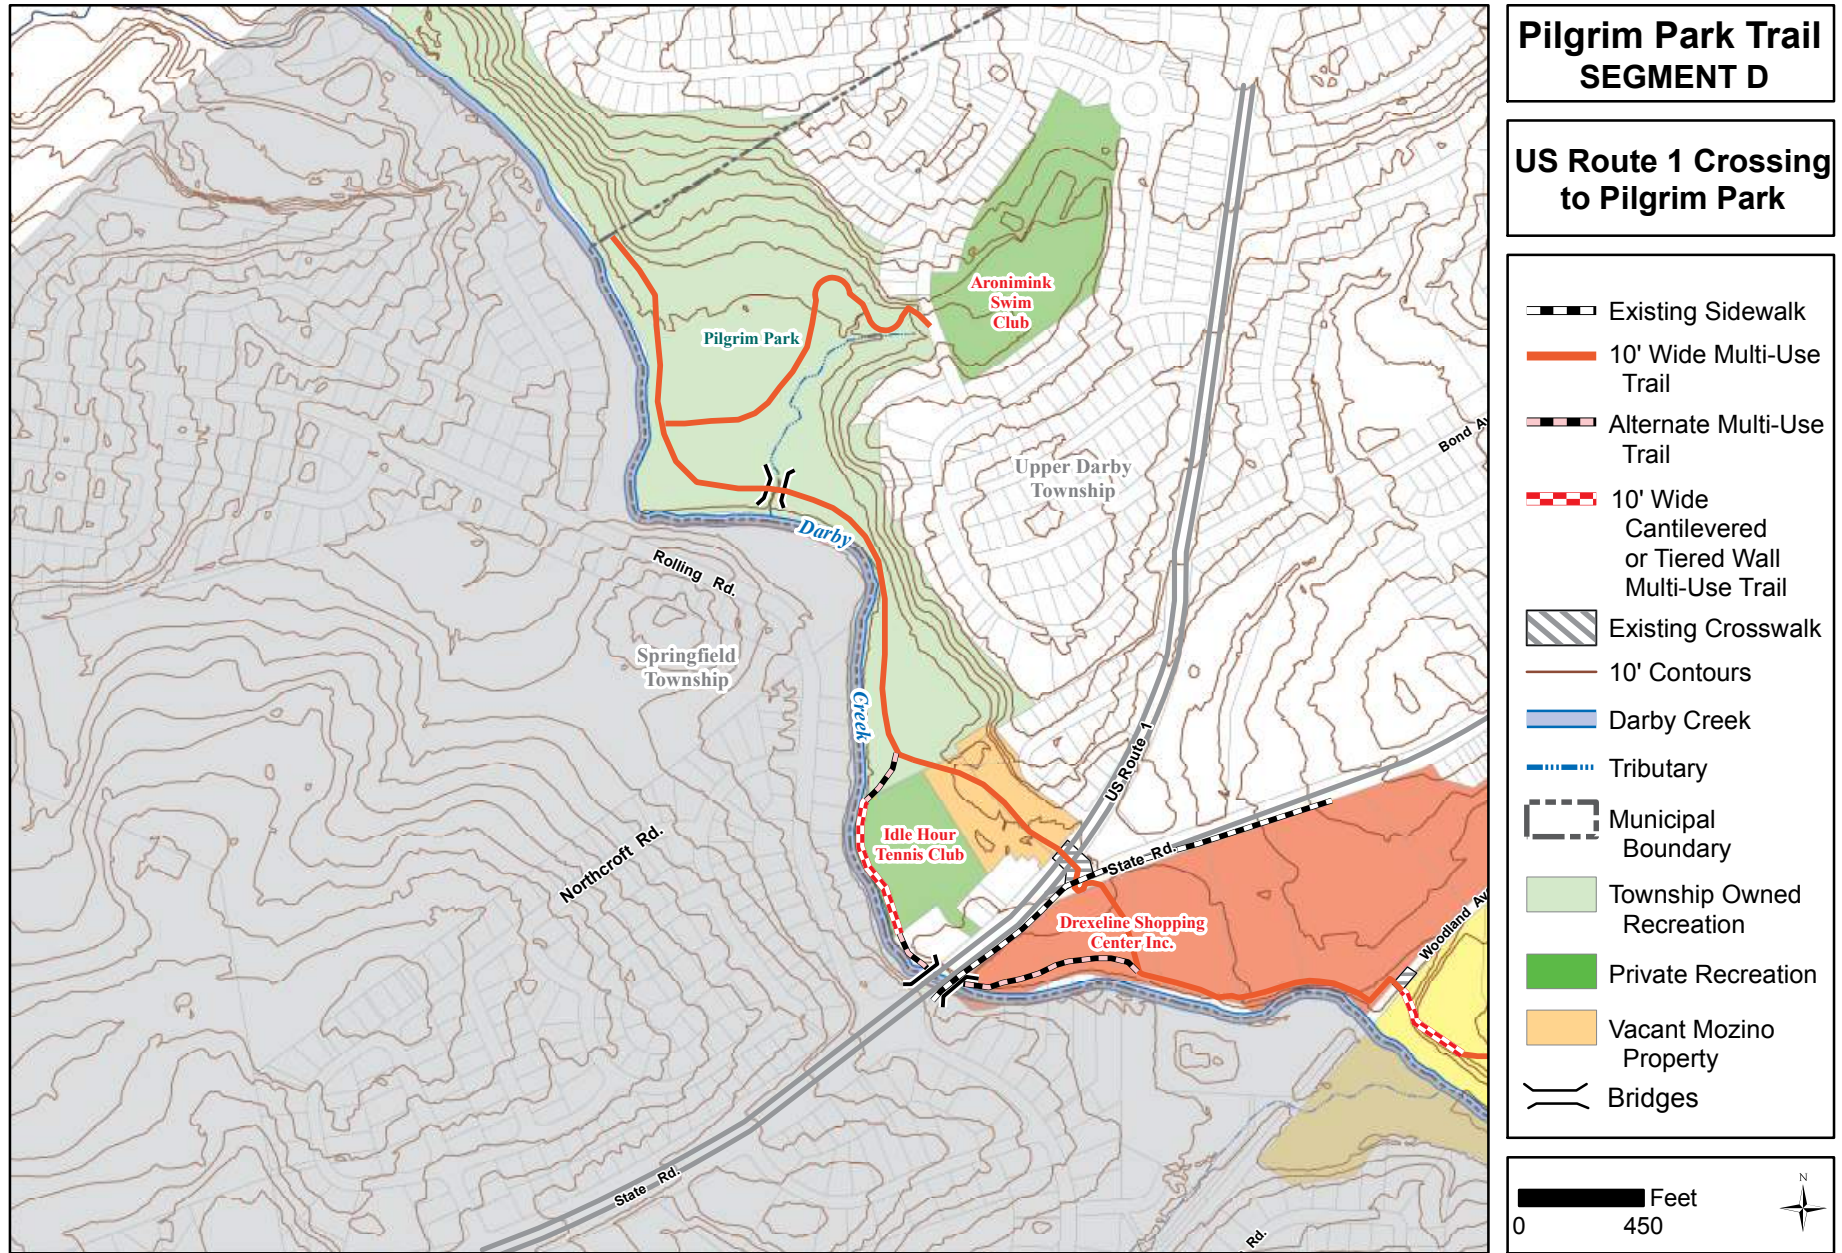 Pilgrim Park Trail
SEGMENT D
US Route 1 Crossing
to Pilgrim Park
Existing Sidewalk
10' Wide Multi-Use
Trail
Alternate Multi-Use
Trail
10' Wide
Cantilevered
or Tiered Wall
Multi-Use Trail
Existing Crosswalk
10' Contours
Darby Creek
Tributary
Municipal
Boundary
Township Owned
Recreation
Private Recreation
Vacant Mozino
Property
Bridges
Feet
0 450
N
Aronimink
Swim
Club
Pilgrim Park
Bond Av
Upper Darby
Township
Darby
Rolling Rd.
Springfield
Township
Creek
US Route 1
Idle Hour
Tennis Club
State Rd.
Northcroft Rd.
Drexeline Shopping
Center Inc.
Woodland Av
State Rd.
Rd.